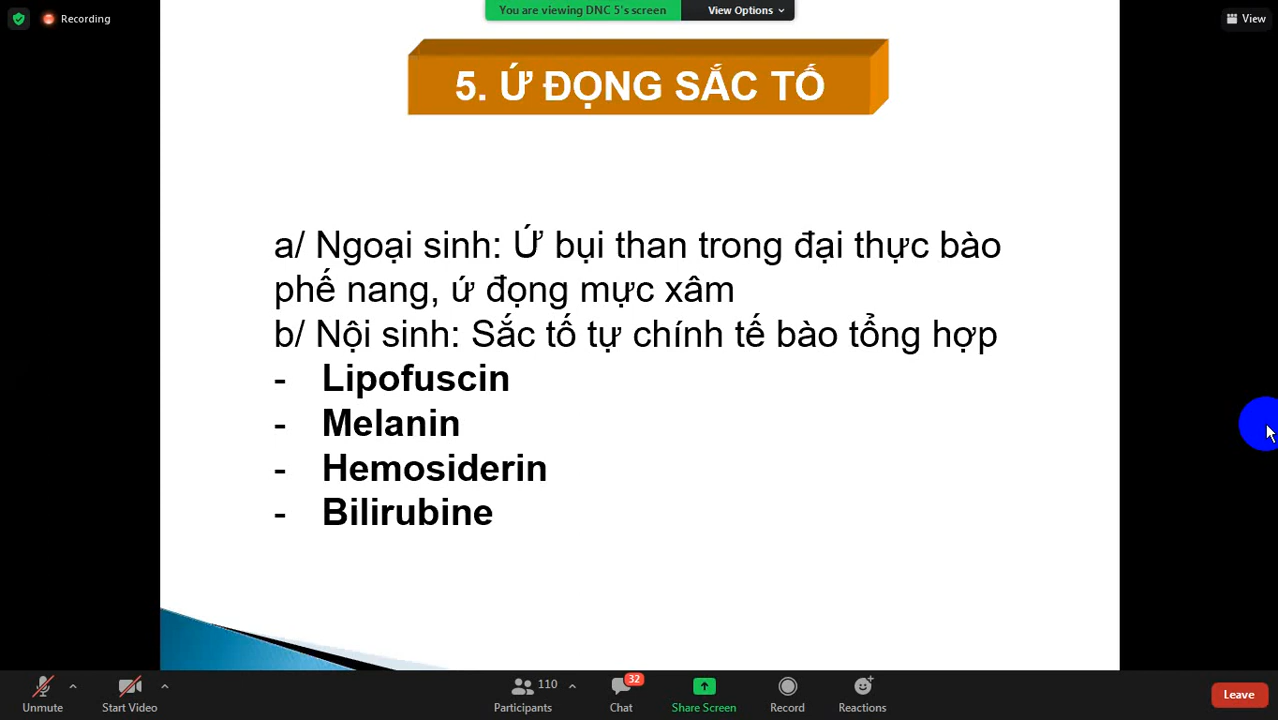 Recording
You are viewing DNC 5's screen
View Options
View
5. Ứ ĐỌNG SẮC TỐ
a/ Ngoại sinh: Ứ bụi than trong đại thực bào
phế nang, ứ đọng mực xâm
b/ Nội sinh: Sắc tố tự chính tế bào tổng hợp
- Lipofuscin
- Melanin
- Hemosiderin
- Bilirubine
Unmute
Start Video
110
Participants
32
Chat
Share Screen
Record
Reactions
Leave